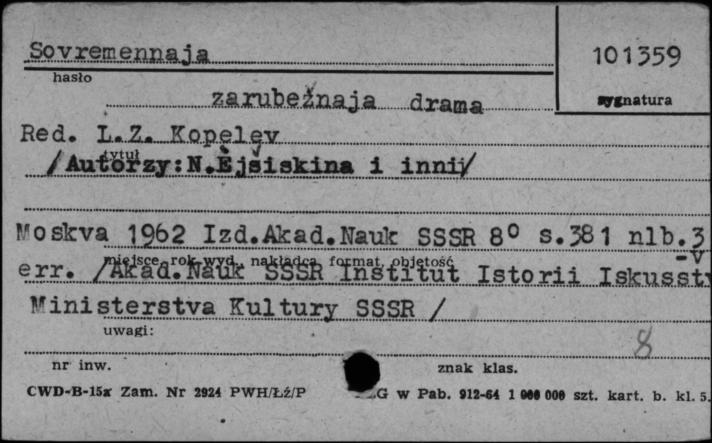 Sovremennaja
101359
hasło
sygnatura
zarubežnaja drama
Red. L.Z. Kopelev
tytuł
/Autorzy:N.Ėjšiskina i inni/
Moskva 1962 Izd.Akad.Nauk SSSR 8° s.381 nlb.3
miejsce rok wyd. nakładca format objętość
err. /Akad.Nauk SSSR Institut Istorii Iskusstv
Ministerstva Kultury SSSR /
uwagi:
8
nr inw.
znak klas.
CWD-B-15x Zam. Nr 2924 PWH/Łź/P G w Pab. 912-64 1 000 000 szt. kart. b. kl. 5.